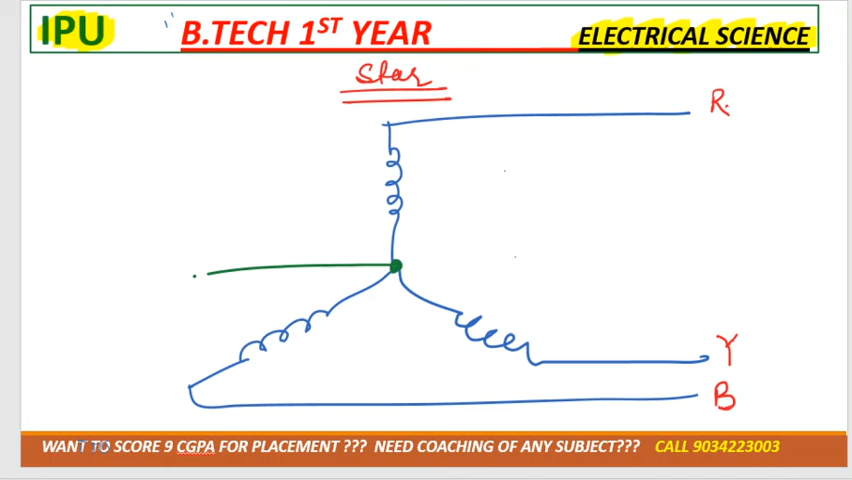 IPU B.TECH 1ST YEAR ELECTRICAL SCIENCE
Star
R.
Y
B
WANT TO SCORE 9 CGPA FOR PLACEMENT ??? NEED COACHING OF ANY SUBJECT??? CALL 9034223003